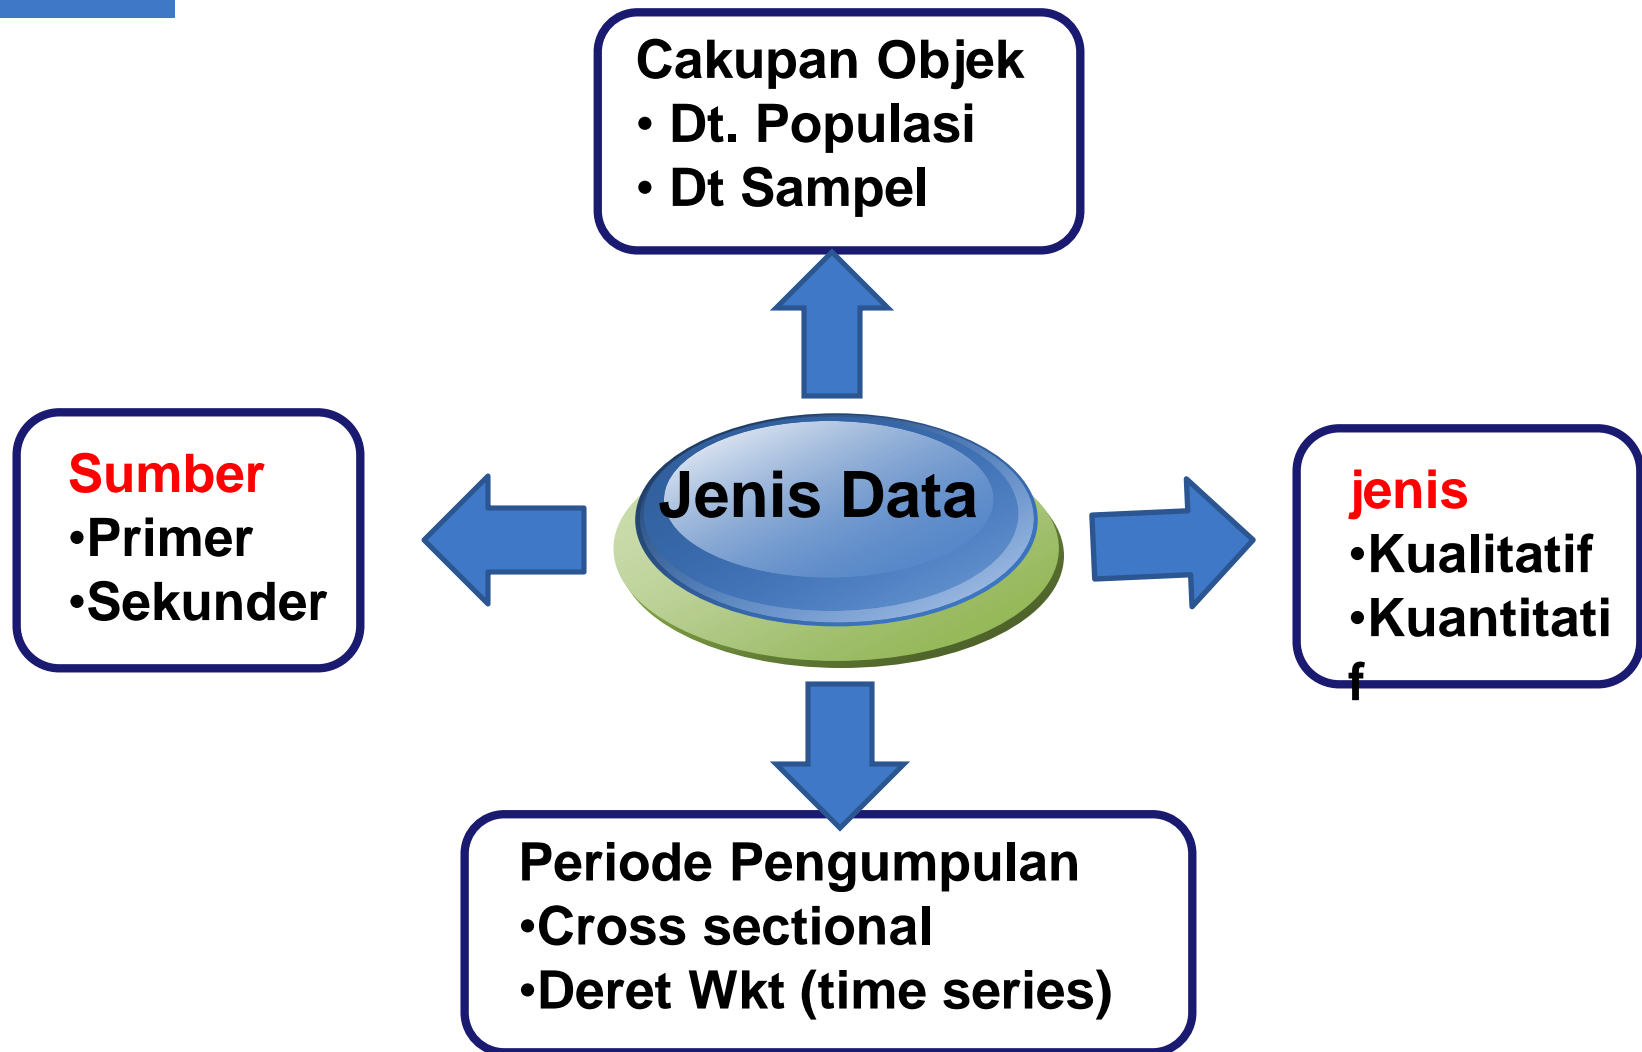 Cakupan Objek
• Dt. Populasi
• Dt Sampel
Sumber
•Primer
•Sekunder
Jenis Data
jenis
•Kualitatif
•Kuantitati
f
Periode Pengumpulan
•Cross sectional
•Deret Wkt (time series)